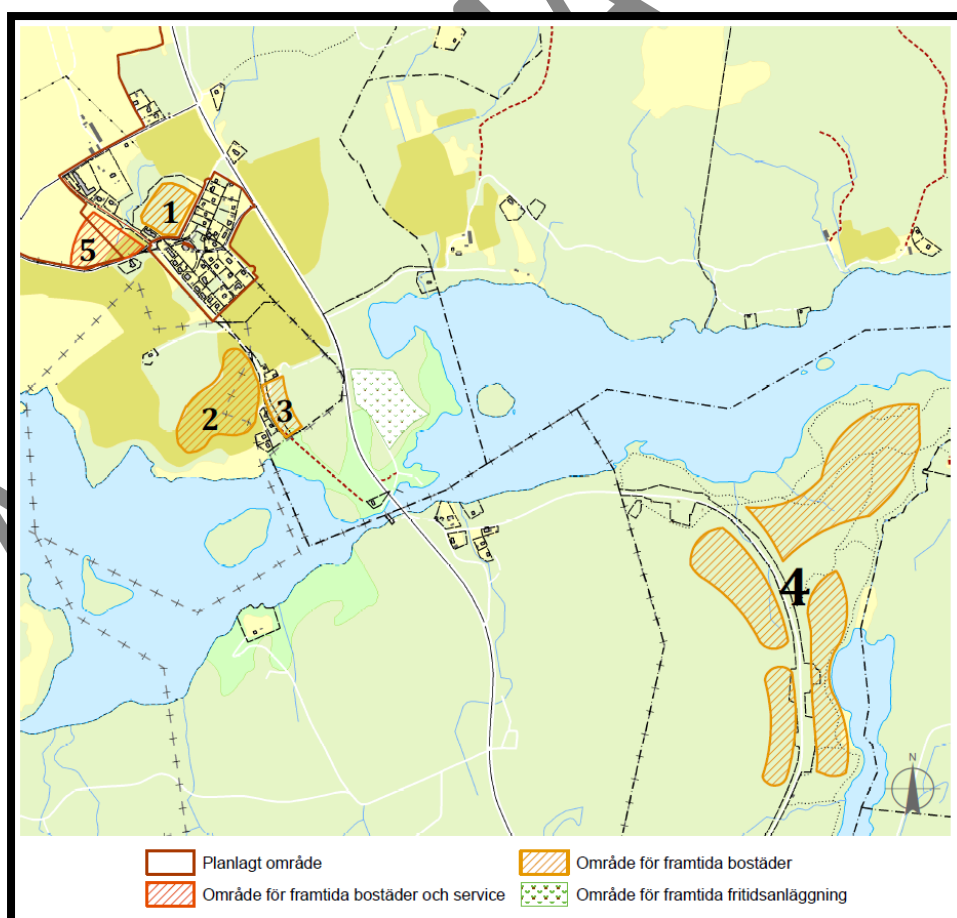 1
5
2
3
4
N
Planlagt område
Område för framtida bostäder
Område för framtida bostäder och service
Område för framtida fritidsanläggning